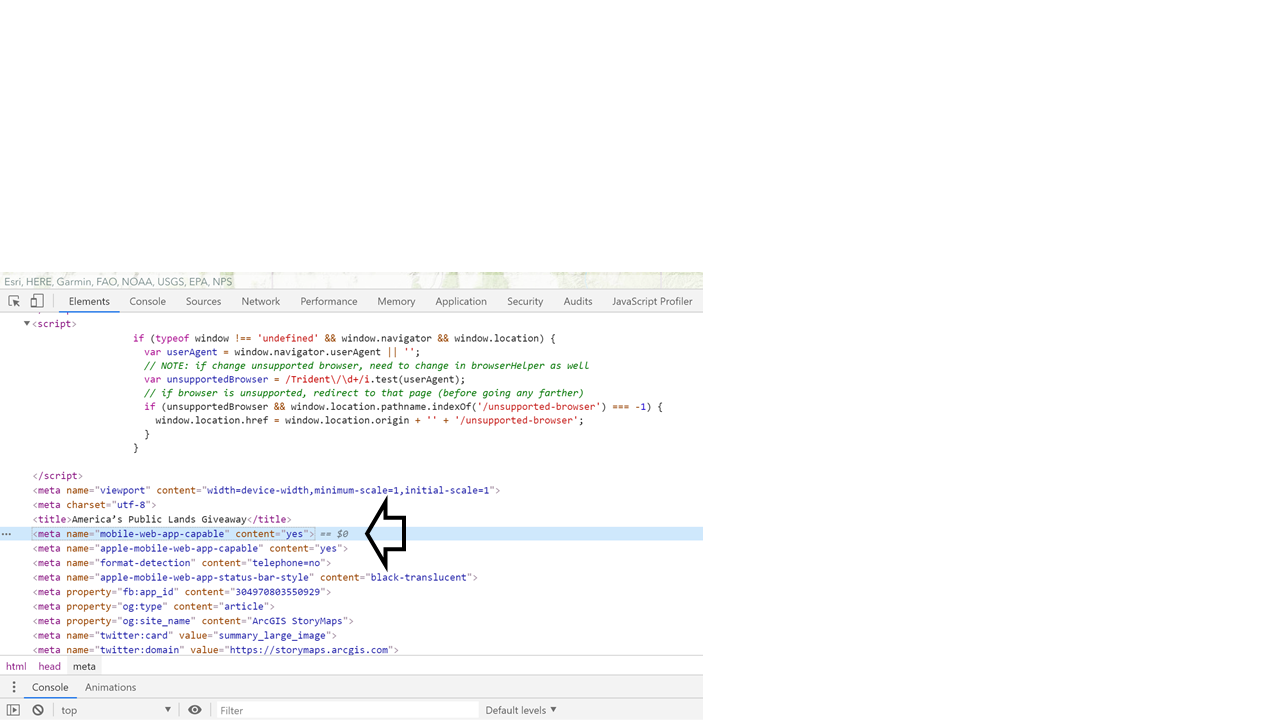 Esri, HERE, Garmin, FAO, NOAA, USGS, EPA, NPS
Elements Console Sources Network Performance Memory Application Security Audits JavaScript Profiler
▼<script>
if (typeof window !== 'undefined' && window.navigator && window.location) {
var userAgent = window.navigator.userAgent || '';
// NOTE: if change unsupported browser, need to change in browserHelper as well
var unsupportedBrowser = /Trident\/\d+/i.test(userAgent);
// if browser is unsupported, redirect to that page (before going any farther)
if (unsupportedBrowser && window.location.pathname.indexOf('/unsupported-browser') === -1) {
window.location.href = window.location.origin + '' + '/unsupported-browser';
}
}
</script>
<meta name="viewport" content="width=device-width,minimum-scale=1,initial-scale=1">
<meta charset="utf-8">
<title>America’s Public Lands Giveaway</title>
… <meta name="mobile-web-app-capable" content="yes"> == $0
<meta name="apple-mobile-web-app-capable" content="yes">
<meta name="format-detection" content="telephone=no">
<meta name="apple-mobile-web-app-status-bar-style" content="black-translucent">
<meta property="fb:app_id" content="304970803550929">
<meta property="og:type" content="article">
<meta property="og:site_name" content="ArcGIS StoryMaps">
<meta name="twitter:card" value="summary_large_image">
<meta name="twitter:domain" value="https://storymaps.arcgis.com">
html head meta
Console Animations
top Filter Default levels